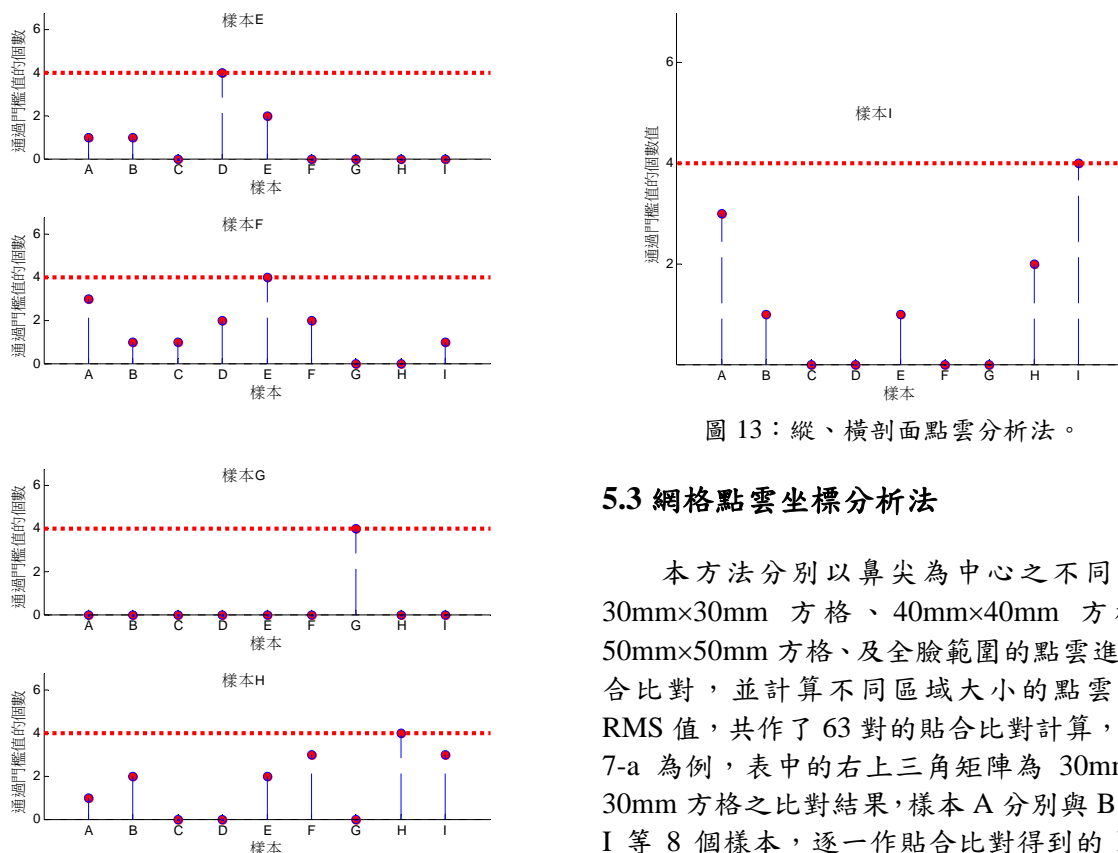 樣本E
通過門檻值的個數
6
4
2
0
A B C D E F G H I
樣本
樣本F
通過門檻值的個數
6
4
2
0
A B C D E F G H I
樣本
樣本G
通過門檻值的個數
6
4
2
0
A B C D E F G H I
樣本
樣本H
通過門檻值的個數
6
4
2
0
A B C D E F G H I
樣本
樣本I
通過門檻值的個數值
6
4
2
A B C D E F G H I
樣本
圖 13：縱、橫剖面點雲分析法。
5.3 網格點雲坐標分析法
本方法分別以鼻尖為中心之不同
30mm×30mm 方格、40mm×40mm 方
50mm×50mm 方格、及全臉範圍的點雲進
合比對，並計算不同區域大小的點雲
RMS 值，共作了 63 對的貼合比對計算，
7-a 為例，表中的右上三角矩陣為 30m
30mm 方格之比對結果，樣本 A 分別與 B
I 等 8 個樣本，逐一作貼合比對得到的